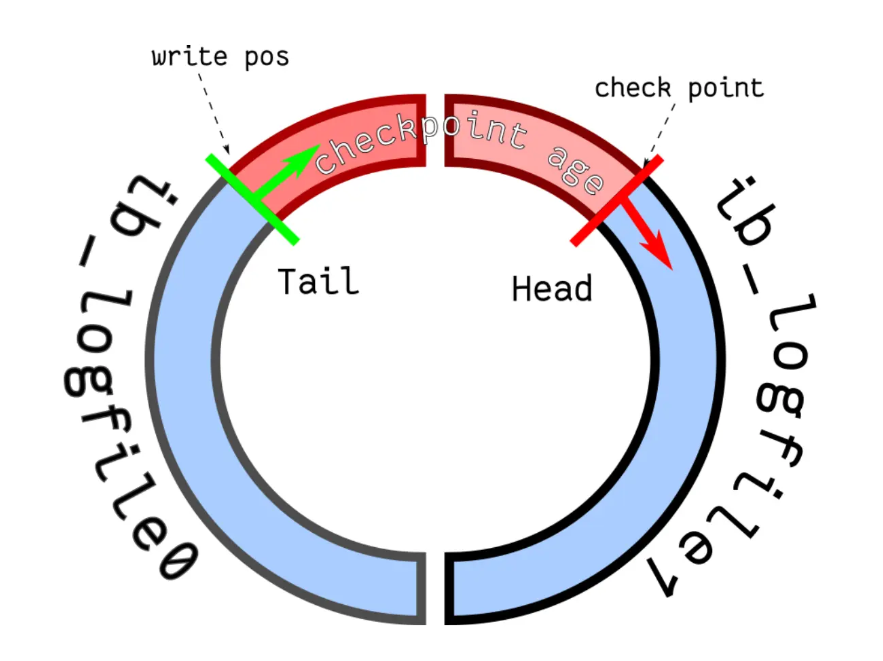 write pos
check point
checkpoint age
Tail
Head
ib_logfile0
ib_logfile1